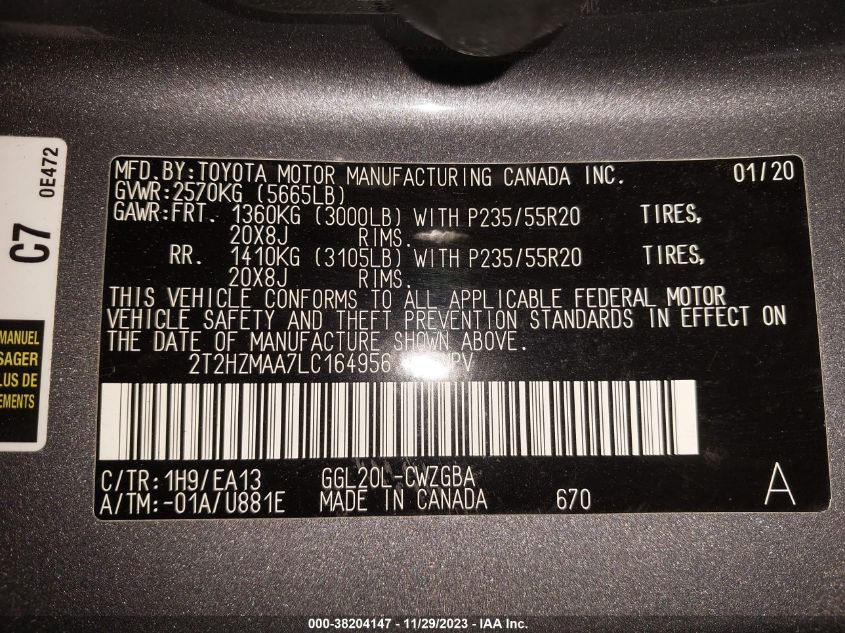 MFD.BY:TOYOTA MOTOR MANUFACTURING CANADA INC. 01/20
GVWR:2570KG (5665LB)
GAWR:FRT. 1360KG (3000LB) WITH P235/55R20 TIRES,
20X8J RIMS.
RR. 1410KG (3105LB) WITH P235/55R20 TIRES,
20X8J RIMS.
THIS VEHICLE CONFORMS TO ALL APPLICABLE FEDERAL MOTOR
VEHICLE SAFETY AND THEFT PREVENTION STANDARDS IN EFFECT ON
THE DATE OF MANUFACTURE SHOWN ABOVE.
2T2HZMAA7LC164956
C/TR:1H9/EA13 GGL20L-CWZGBA
A/TM:-01A/U881E MADE IN CANADA 670 A
C7 0E472
MANUEL
SAGER
LUS DE
EMENTS
000-38204147 - 11/29/2023 - IAA Inc.